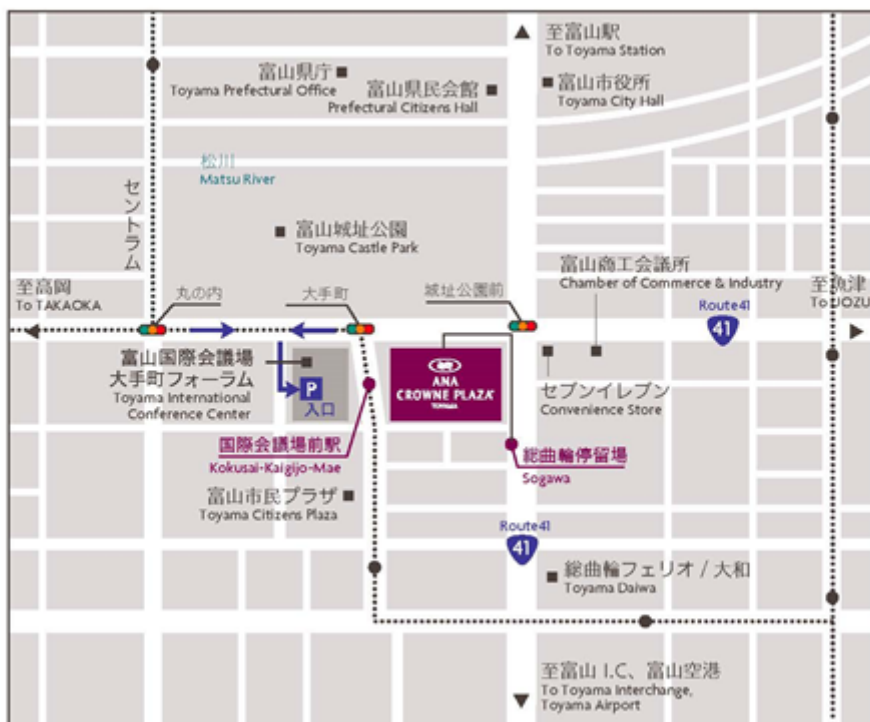 至富山駅
To Toyama Station
富山県庁
Toyama Prefectural Office
富山県民会館
Prefectural Citizens Hall
富山市役所
Toyama City Hall
松川
Matsu River
セントラム
富山城址公園
Toyama Castle Park
富山商工会議所
Chamber of Commerce & Industry
至高岡
To TAKAOKA
丸の内
大手町
城址公園前
至魚津
To UOZU
Route41
41
富山国際会議場
大手町フォーラム
Toyama International
Conference Center
P
入口
ANA
CROWNE PLAZA
TOYAMA
セブンイレブン
Convenience Store
国際会議場前駅
Kokusai-Kaigijo-Mae
総曲輪停留場
Sogawa
富山市民プラザ
Toyama Citizens Plaza
Route41
41
総曲輪フェリオ / 大和
Toyama Daiwa
至富山 I.C、富山空港
To Toyama Interchange,
Toyama Airport